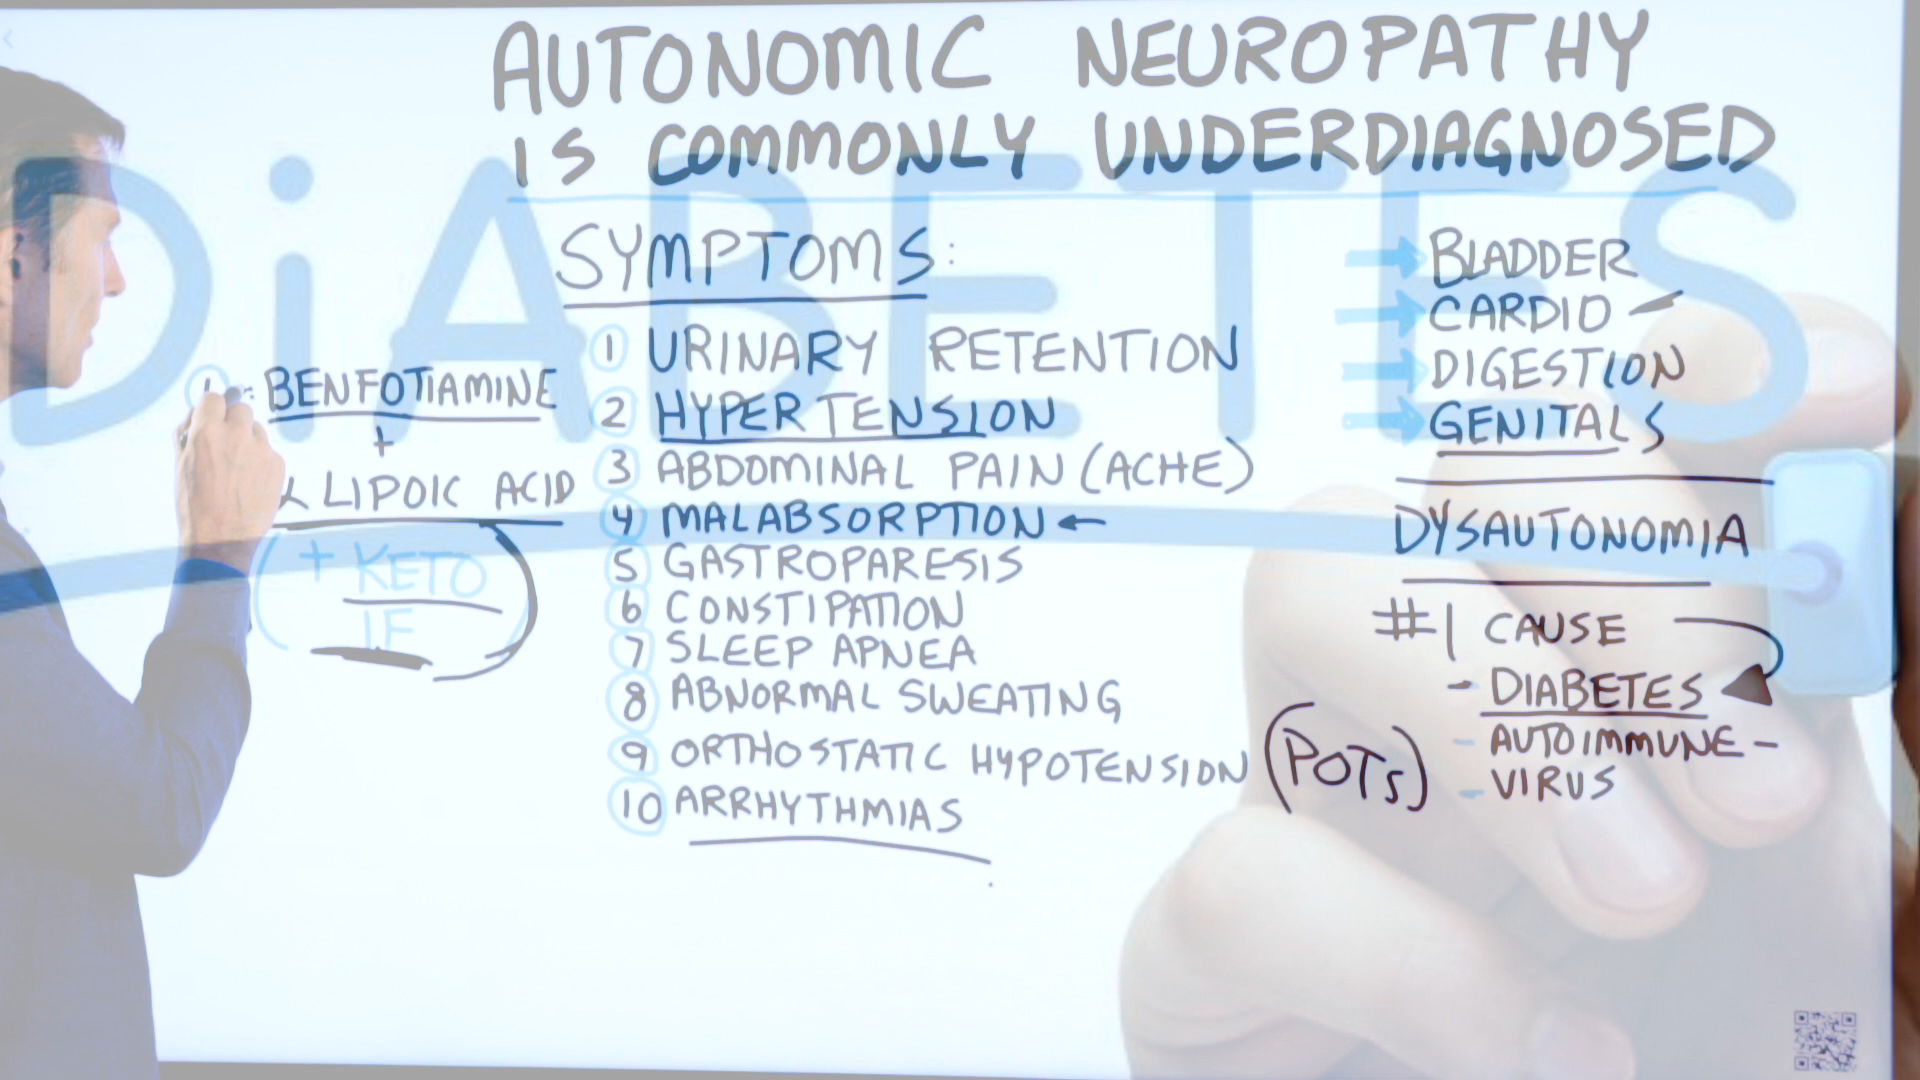 AUTONOMIC NEUROPATHY
IS COMMONLY UNDERDIAGNOSED
DiABETES
SYMPTOMS:
1 URINARY RETENTION
2 HYPERTENSION
3 ABDOMINAL PAIN (ACHE)
4 MALABSORPTION ←
5 GASTROPARESIS
6 CONSTIPATION
7 SLEEP APNEA
8 ABNORMAL SWEATING
9 ORTHOSTATIC HYPOTENSION (POTS)
10 ARRHYTHMIAS
1 BENFOTIAMINE
+
α LIPOIC ACID
(+ KETO
IF)
→ BLADDER
→ CARDIO
→ DIGESTION
→ GENITALS
DYSAUTONOMIA
#1 CAUSE
- DIABETES
- AUTOIMMUNE -
- VIRUS